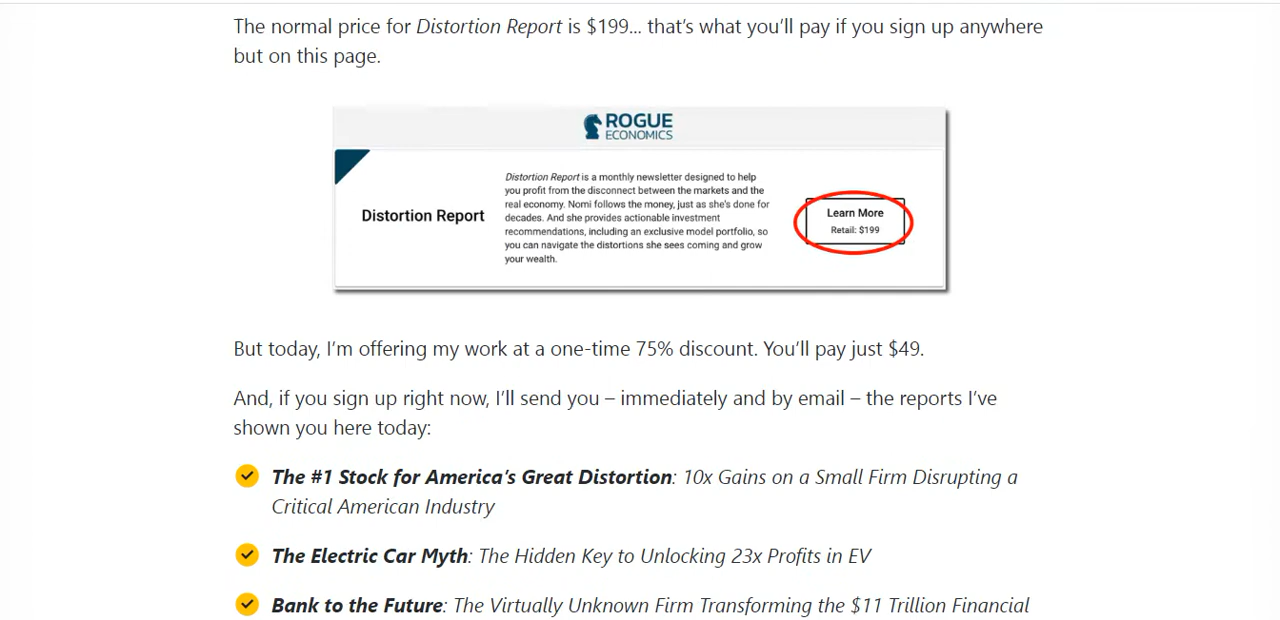 The normal price for Distortion Report is $199... that's what you'll pay if you sign up anywhere
but on this page.
ROGUE
ECONOMICS
Distortion Report
Distortion Report is a monthly newsletter designed to help
you profit from the disconnect between the markets and the
real economy. Nomi follows the money, just as she's done for
decades. And she provides actionable investment
recommendations, including an exclusive model portfolio, so
you can navigate the distortions she sees coming and grow
your wealth.
Learn More
Retail: $199
But today, I'm offering my work at a one-time 75% discount. You'll pay just $49.
And, if you sign up right now, I'll send you – immediately and by email – the reports I've
shown you here today:
The #1 Stock for America's Great Distortion: 10x Gains on a Small Firm Disrupting a
Critical American Industry
The Electric Car Myth: The Hidden Key to Unlocking 23x Profits in EV
Bank to the Future: The Virtually Unknown Firm Transforming the $11 Trillion Financial